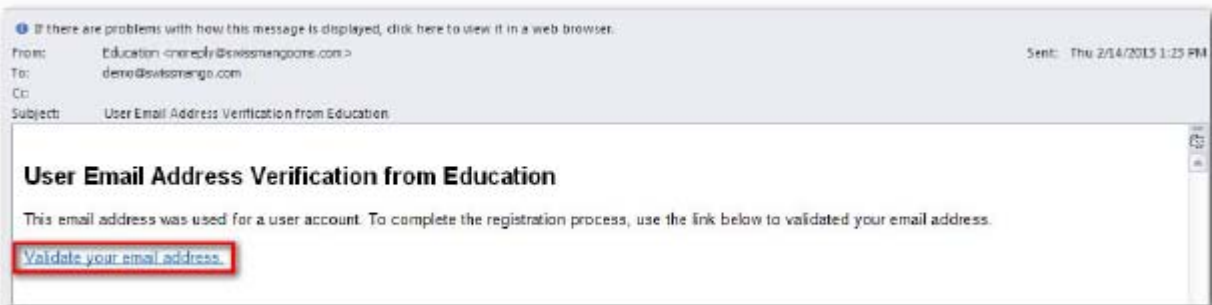 If there are problems with how this message is displayed, click here to view it in a web browser.
From: Education <noreply@swissmangocms.com> Sent: Thu 2/14/2013 1:23 PM
To: demo@swissmango.com
Cc:
Subject: User Email Address Verification from Education
User Email Address Verification from Education
This email address was used for a user account. To complete the registration process, use the link below to validated your email address.
Validate your email address.